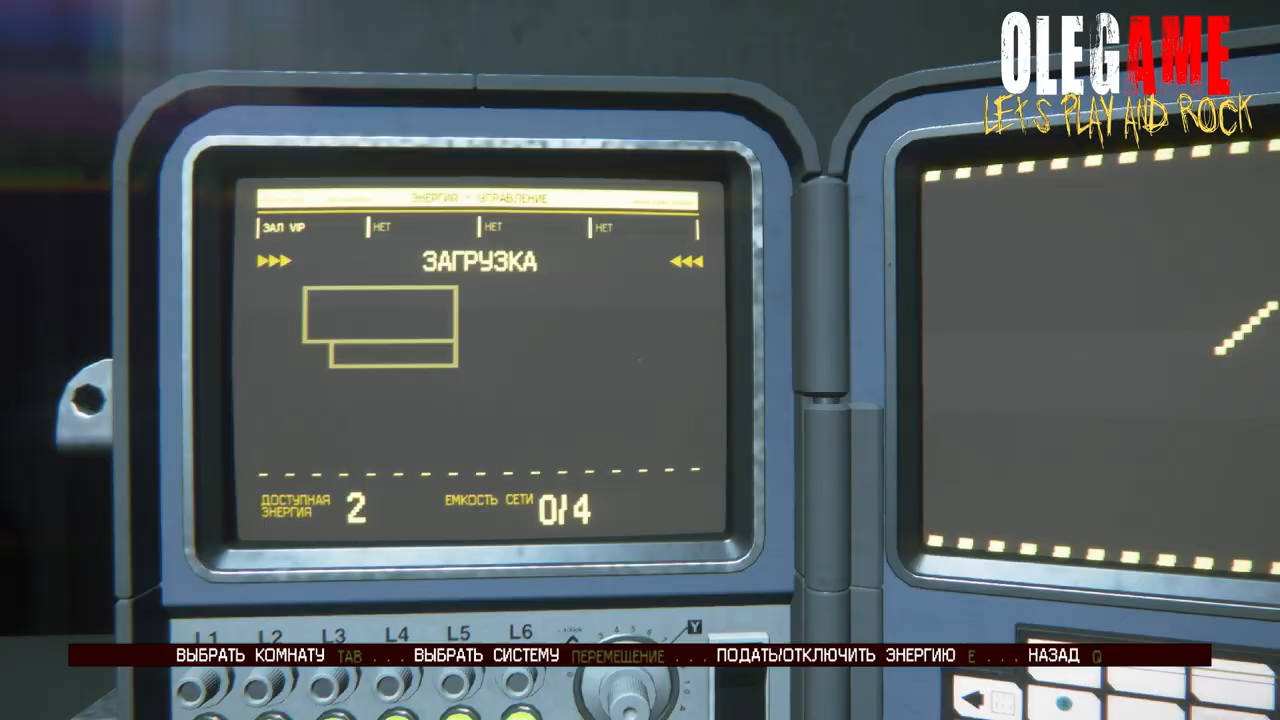 OLEGAME
LET'S PLAY AND ROCK
ЭНЕРГИЯ - УПРАВЛЕНИЕ
ЗАЛ VIP НЕТ НЕТ НЕТ
ЗАГРУЗКА
ДОСТУПНАЯ ЭНЕРГИЯ 2 ЕМКОСТЬ СЕТИ 0/4
L1 L2 L3 L4 L5 L6 Y
ВЫБРАТЬ КОМНАТУ TAB ... ВЫБРАТЬ СИСТЕМУ ПЕРЕМЕЩЕНИЕ ... ПОДАТЬ/ОТКЛЮЧИТЬ ЭНЕРГИЮ E ... НАЗАД Q